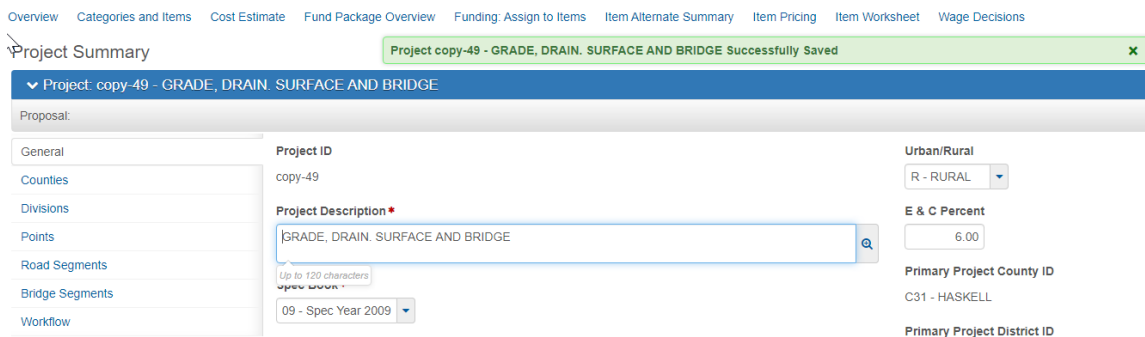 Overview Categories and Items Cost Estimate Fund Package Overview Funding: Assign to Items Item Alternate Summary Item Pricing Item Worksheet Wage Decisions
Project Summary
Project copy-49 - GRADE, DRAIN. SURFACE AND BRIDGE Successfully Saved
Project: copy-49 - GRADE, DRAIN. SURFACE AND BRIDGE
Proposal:
General
Counties
Divisions
Points
Road Segments
Bridge Segments
Workflow
Project ID
copy-49
Project Description*
GRADE, DRAIN. SURFACE AND BRIDGE
Up to 120 characters
Spec Book
09 - Spec Year 2009
Urban/Rural
R - RURAL
E & C Percent
6.00
Primary Project County ID
C31 - HASKELL
Primary Project District ID